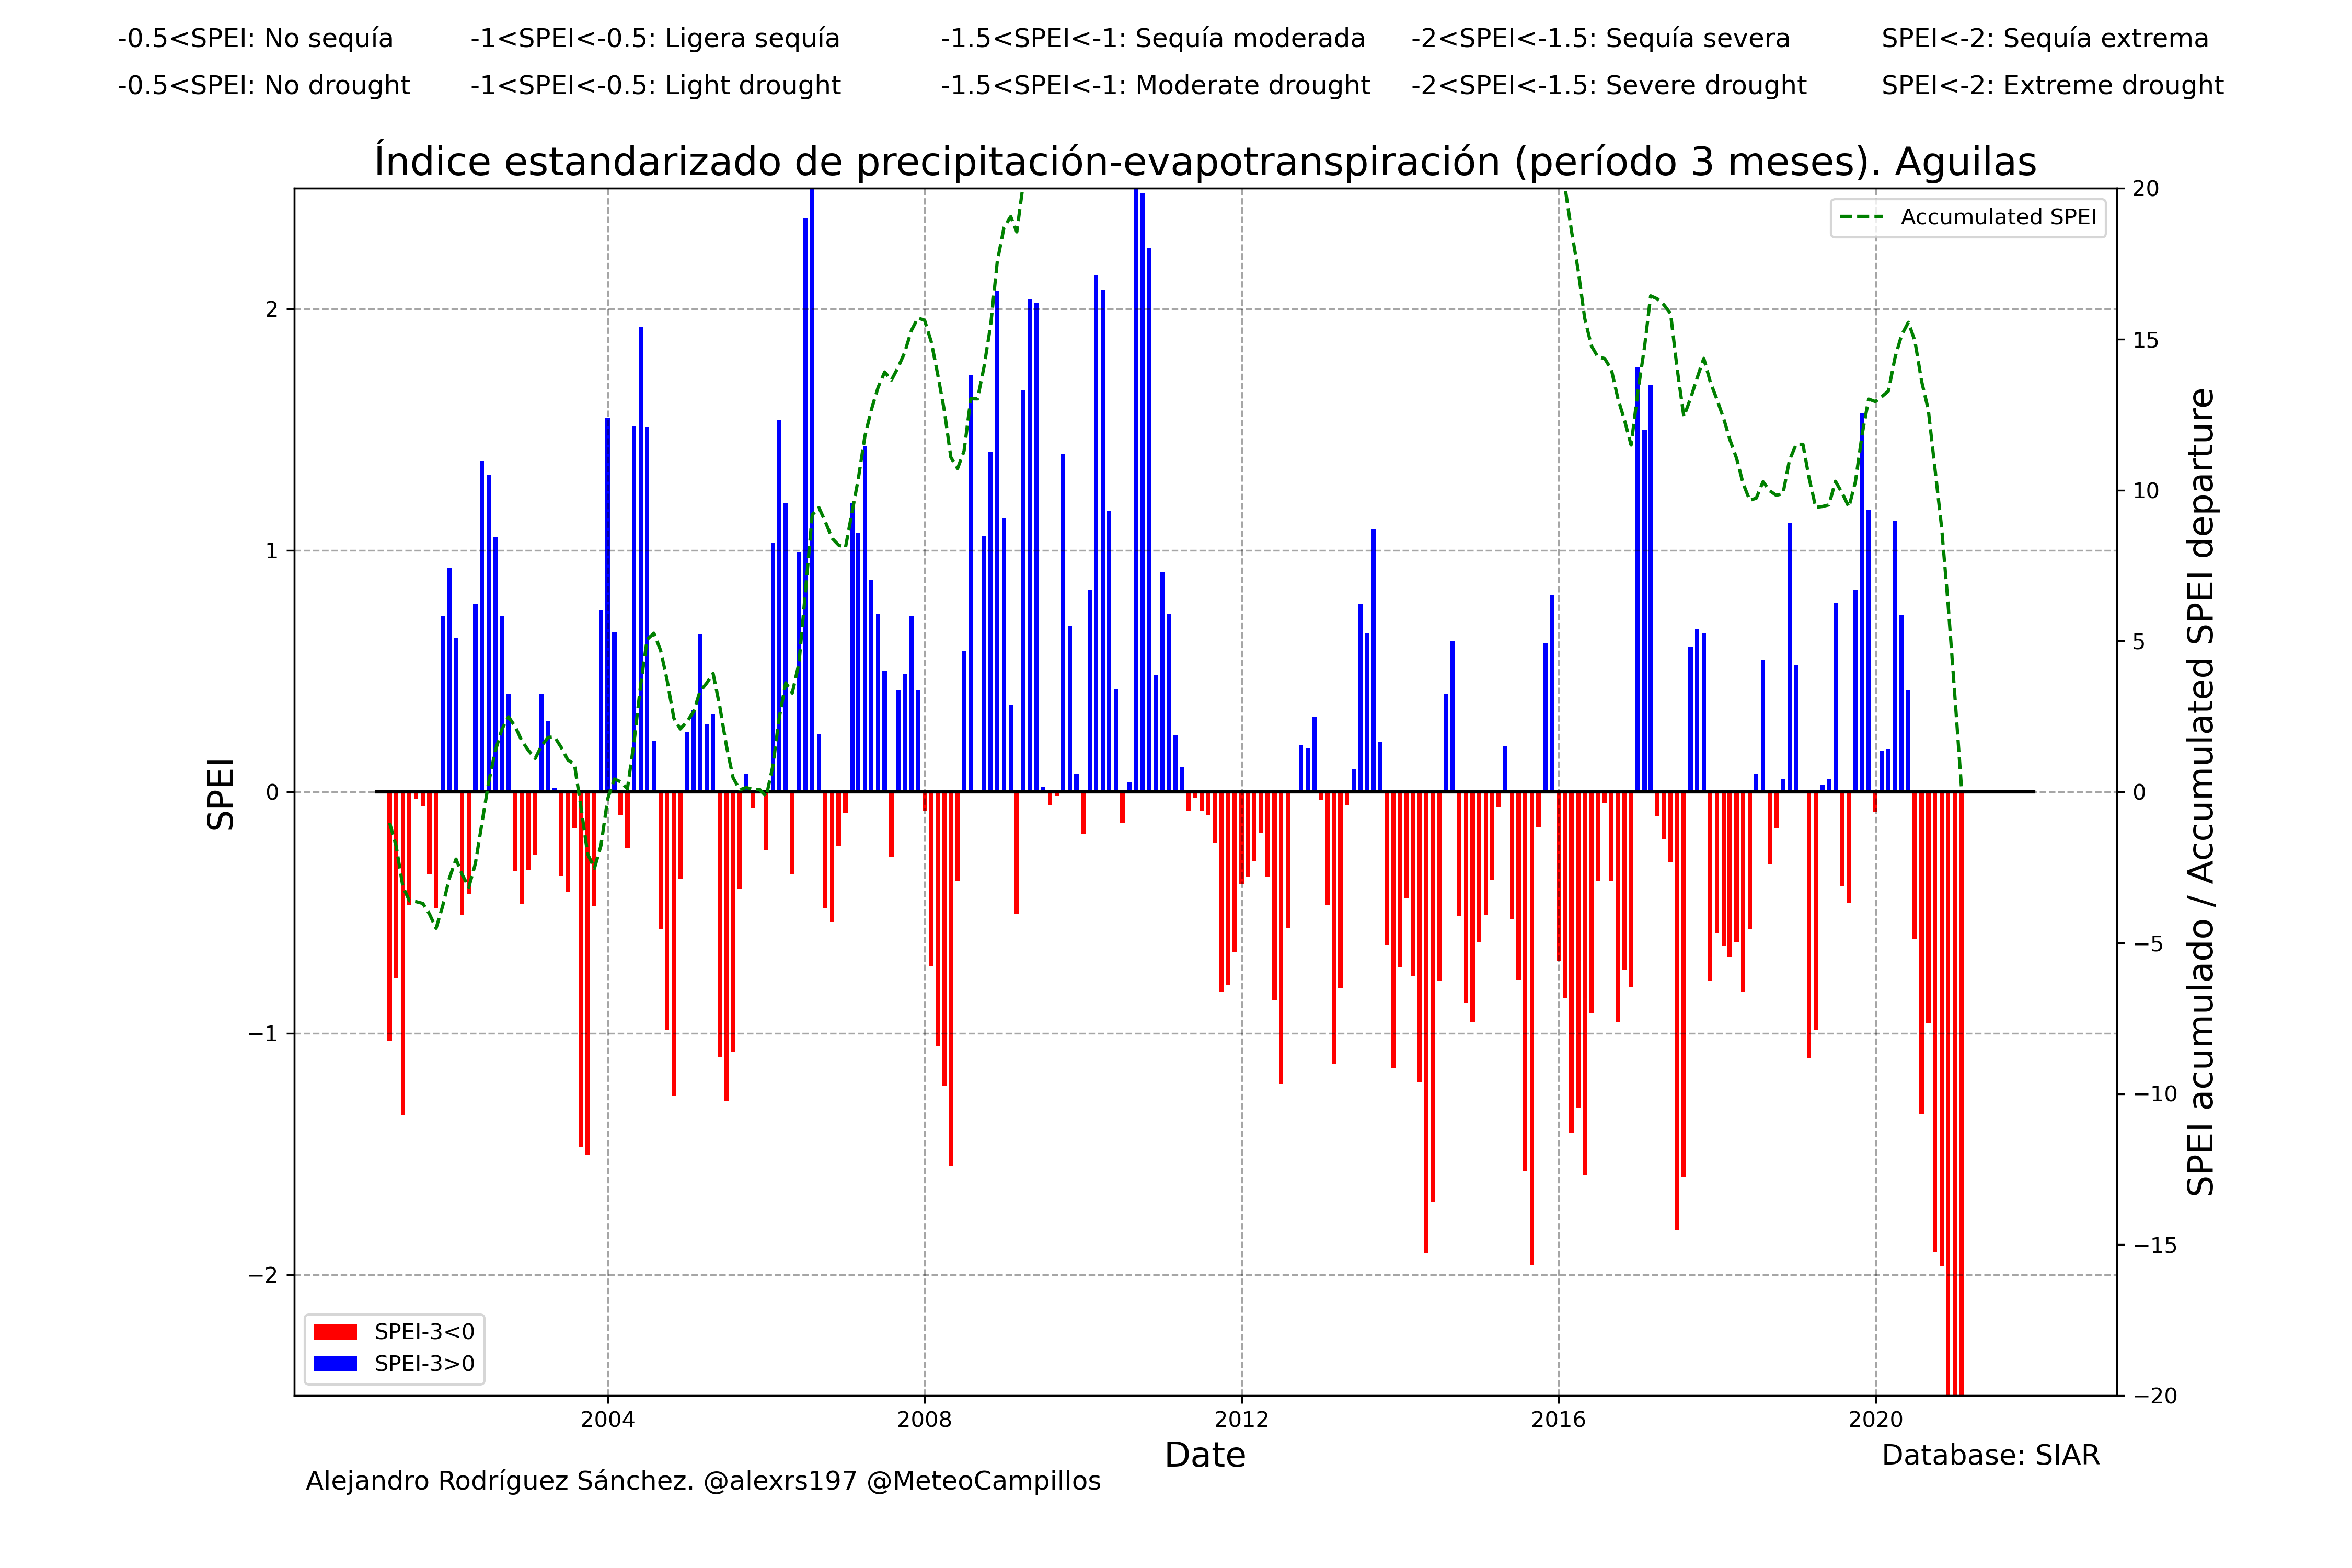 -0.5<SPEI: No sequía -1<SPEI<-0.5: Ligera sequía -1.5<SPEI<-1: Sequía moderada -2<SPEI<-1.5: Sequía severa SPEI<-2: Sequía extrema
-0.5<SPEI: No drought -1<SPEI<-0.5: Light drought -1.5<SPEI<-1: Moderate drought -2<SPEI<-1.5: Severe drought SPEI<-2: Extreme drought
Índice estandarizado de precipitación-evapotranspiración (período 3 meses). Aguilas
Accumulated SPEI
SPEI
2
1
0
−1
−2
20
15
10
5
0
−5
−10
−15
−20
SPEI acumulado / Accumulated SPEI departure
SPEI-3<0
SPEI-3>0
2004 2008 2012 2016 2020
Date
Database: SIAR
Alejandro Rodríguez Sánchez. @alexrs197 @MeteoCampillos